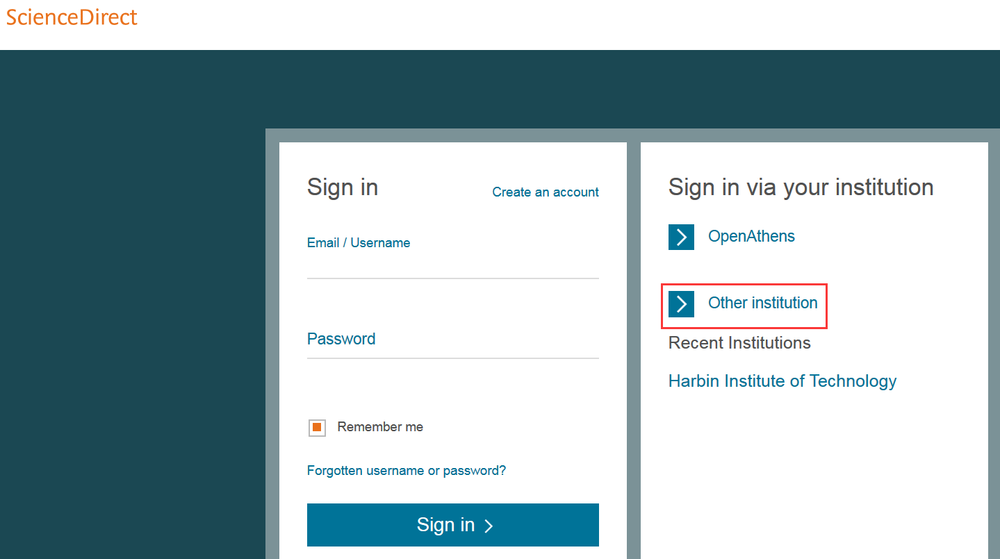 ScienceDirect
Sign in
Create an account
Email / Username
Password
Remember me
Forgotten username or password?
Sign in
Sign in via your institution
OpenAthens
Other institution
Recent Institutions
Harbin Institute of Technology